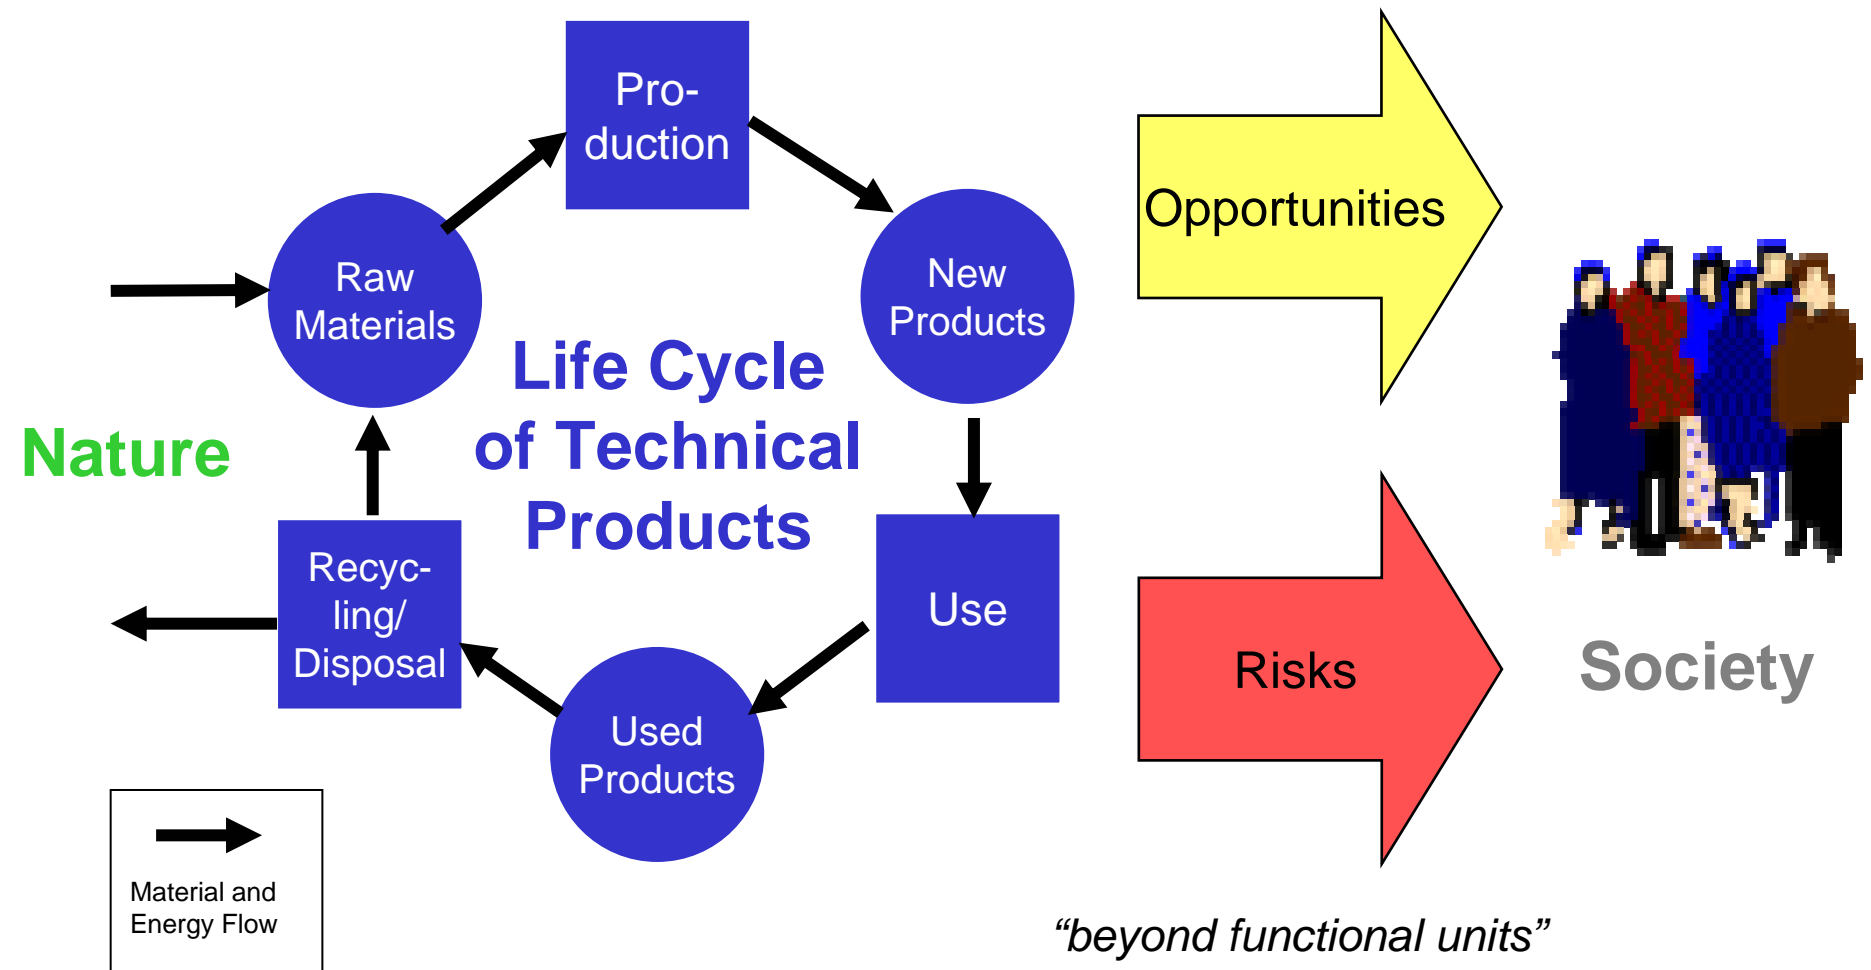 Pro-
duction
Opportunities
Raw
Materials
New
Products
Life Cycle
of Technical
Products
Nature
Recyc-
ling/
Disposal
Use
Risks
Society
Used
Products
Material and
Energy Flow
“beyond functional units”